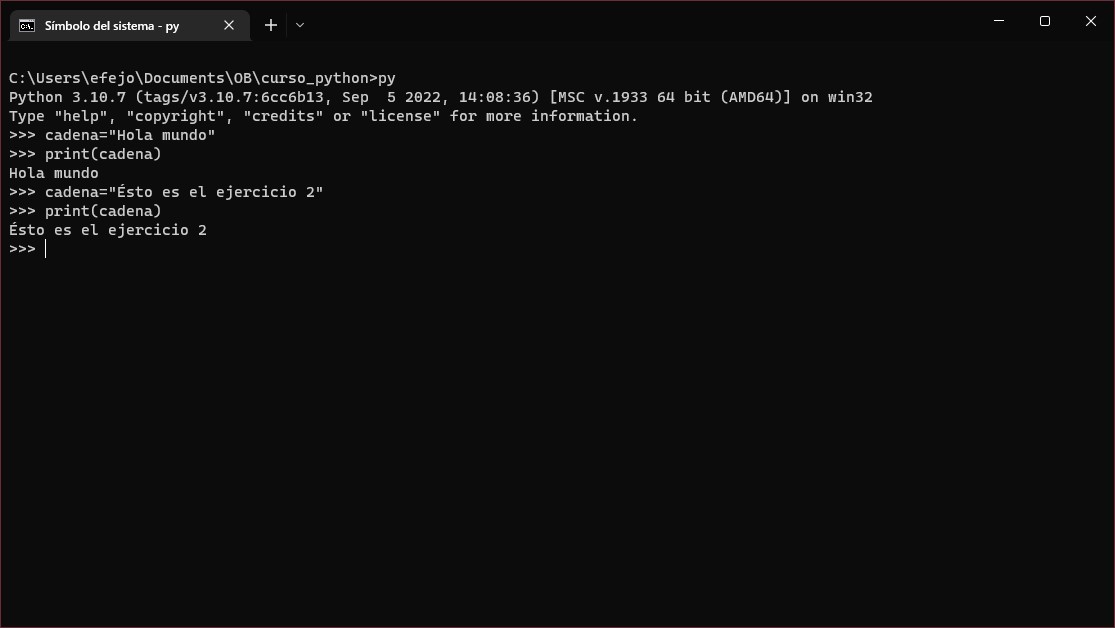 Símbolo del sistema - py
C:\Users\efejo\Documents\OB\curso_python>py
Python 3.10.7 (tags/v3.10.7:6cc6b13, Sep  5 2022, 14:08:36) [MSC v.1933 64 bit (AMD64)] on win32
Type "help", "copyright", "credits" or "license" for more information.
>>> cadena="Hola mundo"
>>> print(cadena)
Hola mundo
>>> cadena="Ésto es el ejercicio 2"
>>> print(cadena)
Ésto es el ejercicio 2
>>>